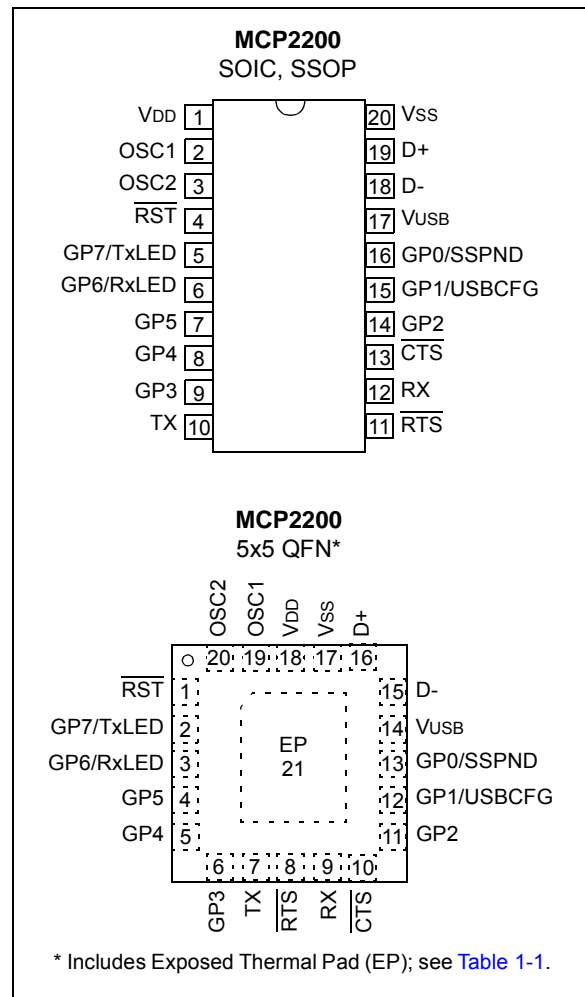 MCP2200
SOIC, SSOP
VDD 1 20 VSS
OSC1 2 19 D+
OSC2 3 18 D-
RST 4 17 VUSB
GP7/TxLED 5 16 GP0/SSPND
GP6/RxLED 6 15 GP1/USBCFG
GP5 7 14 GP2
GP4 8 13 CTS
GP3 9 12 RX
TX 10 11 RTS
MCP2200
5x5 QFN*
OSC2 OSC1 VDD VSS D+
20 19 18 17 16
RST 1 15 D-
GP7/TxLED 2 14 VUSB
GP6/RxLED 3 EP 13 GP0/SSPND
21
GP5 4 12 GP1/USBCFG
GP4 5 11 GP2
6 7 8 9 10
GP3 TX RTS RX CTS
* Includes Exposed Thermal Pad (EP); see Table 1-1.